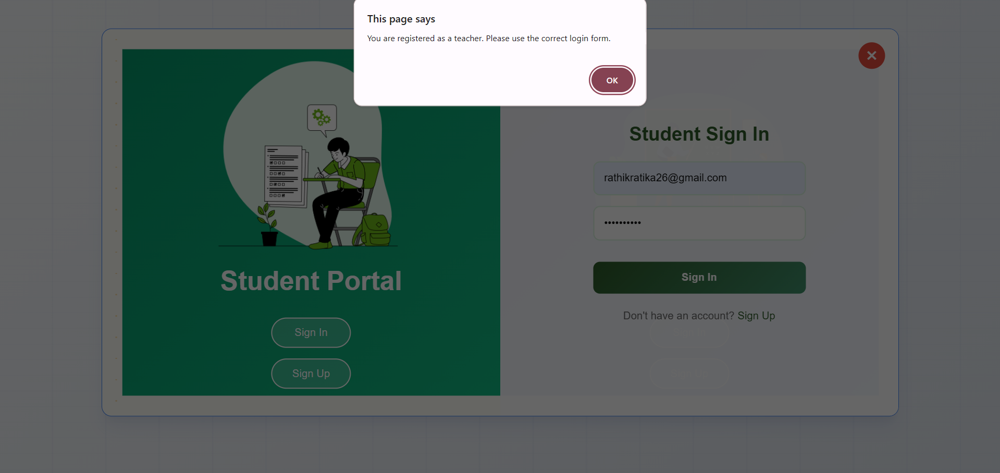 This page says
You are registered as a teacher. Please use the correct login form.
OK
Student Portal
Sign In
Sign Up
Student Sign In
rathikratika26@gmail.com
••••••••••
Sign In
Don't have an account? Sign Up